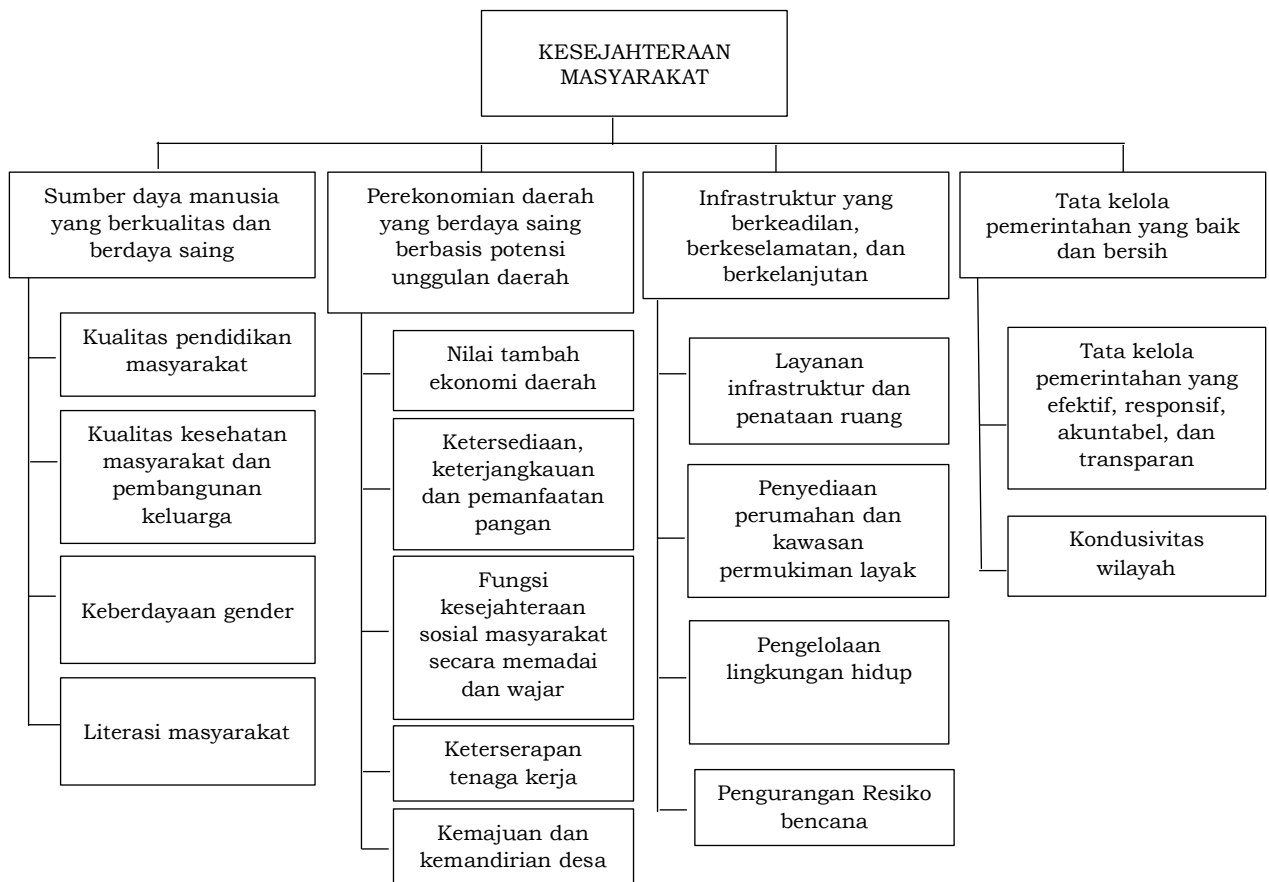 KESEJAHTERAAN
MASYARAKAT
Sumber daya manusia
yang berkualitas dan
berdaya saing
Kualitas pendidikan
masyarakat
Kualitas kesehatan
masyarakat dan
pembangunan
keluarga
Keberdayaan gender
Literasi masyarakat
Perekonomian daerah
yang berdaya saing
berbasis potensi
unggulan daerah
Nilai tambah
ekonomi daerah
Ketersediaan,
keterjangkauan
dan pemanfaatan
pangan
Fungsi
kesejahteraan
sosial masyarakat
secara memadai
dan wajar
Keterserapan
tenaga kerja
Kemajuan dan
kemandirian desa
Infrastruktur yang
berkeadilan,
berkeselamatan, dan
berkelanjutan
Layanan
infrastruktur dan
penataan ruang
Penyediaan
perumahan dan
kawasan
permukiman layak
Pengelolaan
lingkungan hidup
Pengurangan Resiko
bencana
Tata kelola
pemerintahan yang baik
dan bersih
Tata kelola
pemerintahan yang
efektif, responsif,
akuntabel, dan
transparan
Kondusivitas
wilayah